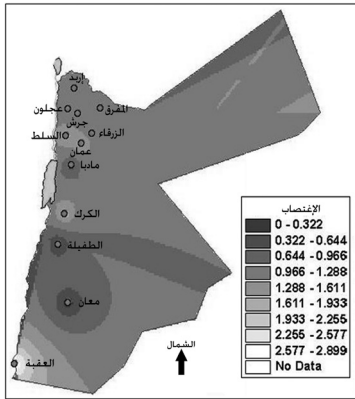 إربد
المفرق
عجلون
جرش
الزرقاء
السلط
عمان
مادبا
الكرك
الطفيلة
معان
العقبة
الشمال
الإغتصاب
0 - 0.322
0.322 - 0.644
0.644 - 0.966
0.966 - 1.288
1.288 - 1.611
1.611 - 1.933
1.933 - 2.255
2.255 - 2.577
2.577 - 2.899
No Data